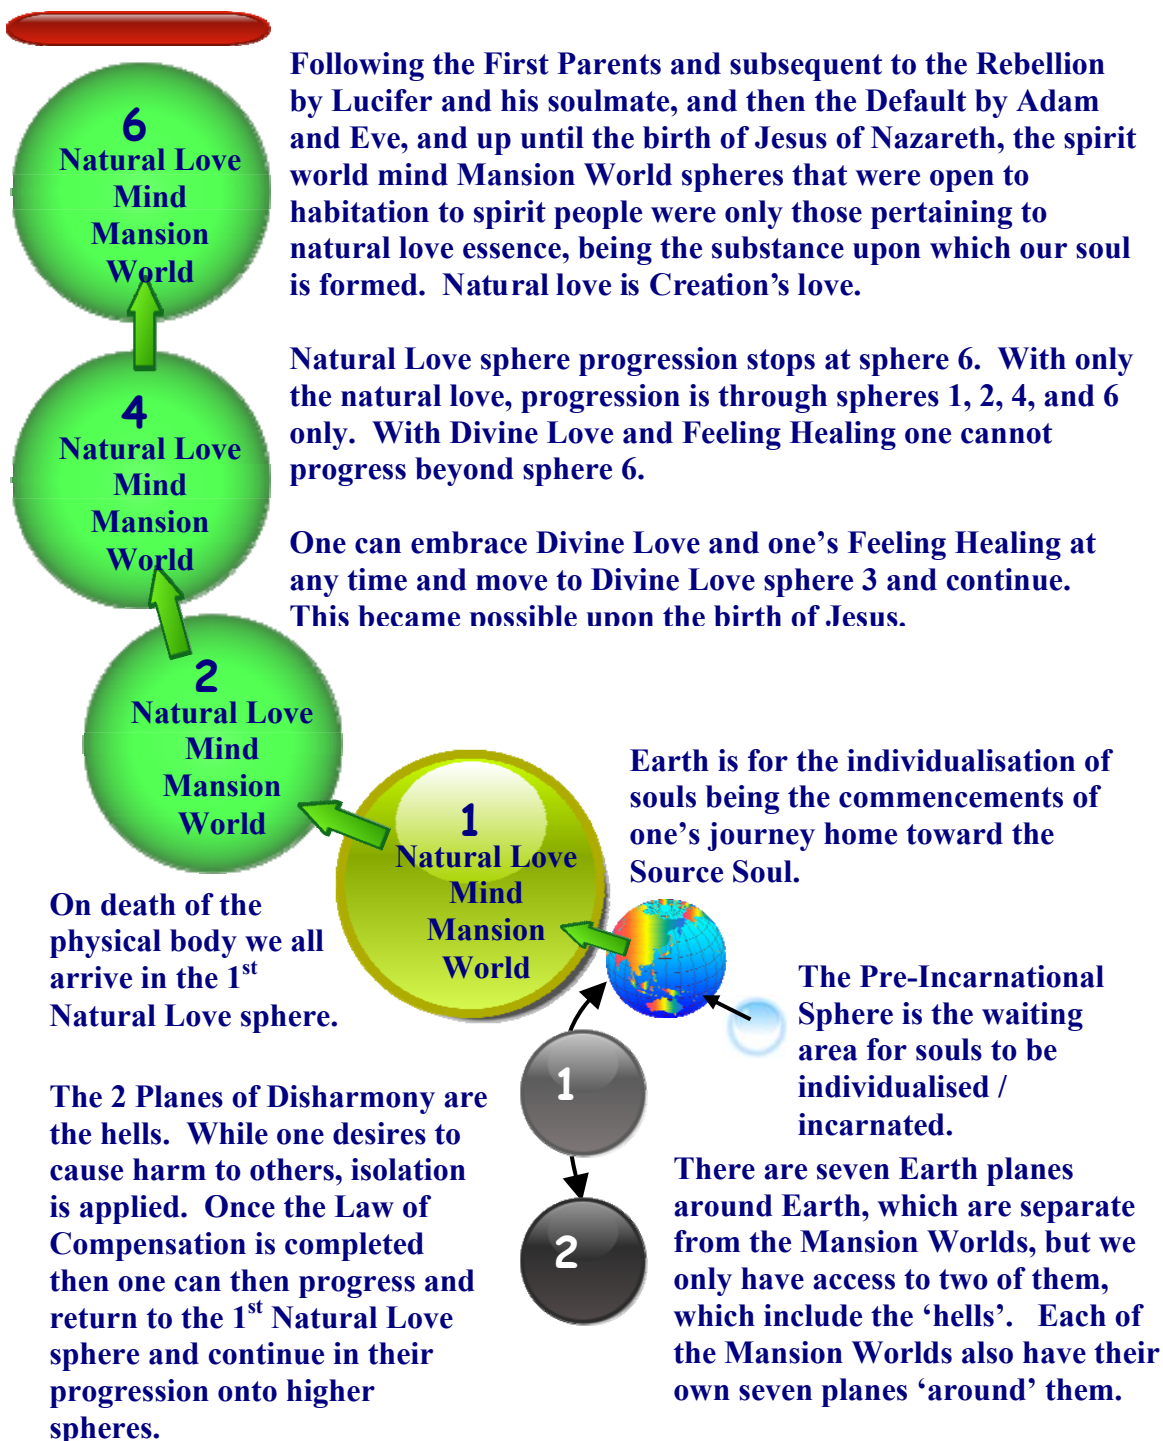 Following the First Parents and subsequent to the Rebellion
by Lucifer and his soulmate, and then the Default by Adam
and Eve, and up until the birth of Jesus of Nazareth, the spirit
world mind Mansion World spheres that were open to
habitation to spirit people were only those pertaining to
natural love essence, being the substance upon which our soul
is formed. Natural love is Creation’s love.
6
Natural Love
Mind
Mansion
World
Natural Love sphere progression stops at sphere 6. With only
the natural love, progression is through spheres 1, 2, 4, and 6
only. With Divine Love and Feeling Healing one cannot
progress beyond sphere 6.
4
Natural Love
Mind
Mansion
World
One can embrace Divine Love and one’s Feeling Healing at
any time and move to Divine Love sphere 3 and continue.
This became possible upon the birth of Jesus.
2
Natural Love
Mind
Mansion
World
1
Natural Love
Mind
Mansion
World
Earth is for the individualisation of
souls being the commencements of
one’s journey home toward the
Source Soul.
On death of the
physical body we all
arrive in the 1st
Natural Love sphere.
The Pre-Incarnational
Sphere is the waiting
area for souls to be
individualised /
incarnated.
1
2
The 2 Planes of Disharmony are
the hells. While one desires to
cause harm to others, isolation
is applied. Once the Law of
Compensation is completed
then one can then progress and
return to the 1st Natural Love
sphere and continue in their
progression onto higher
spheres.
There are seven Earth planes
around Earth, which are separate
from the Mansion Worlds, but we
only have access to two of them,
which include the ‘hells’. Each of
the Mansion Worlds also have their
own seven planes ‘around’ them.